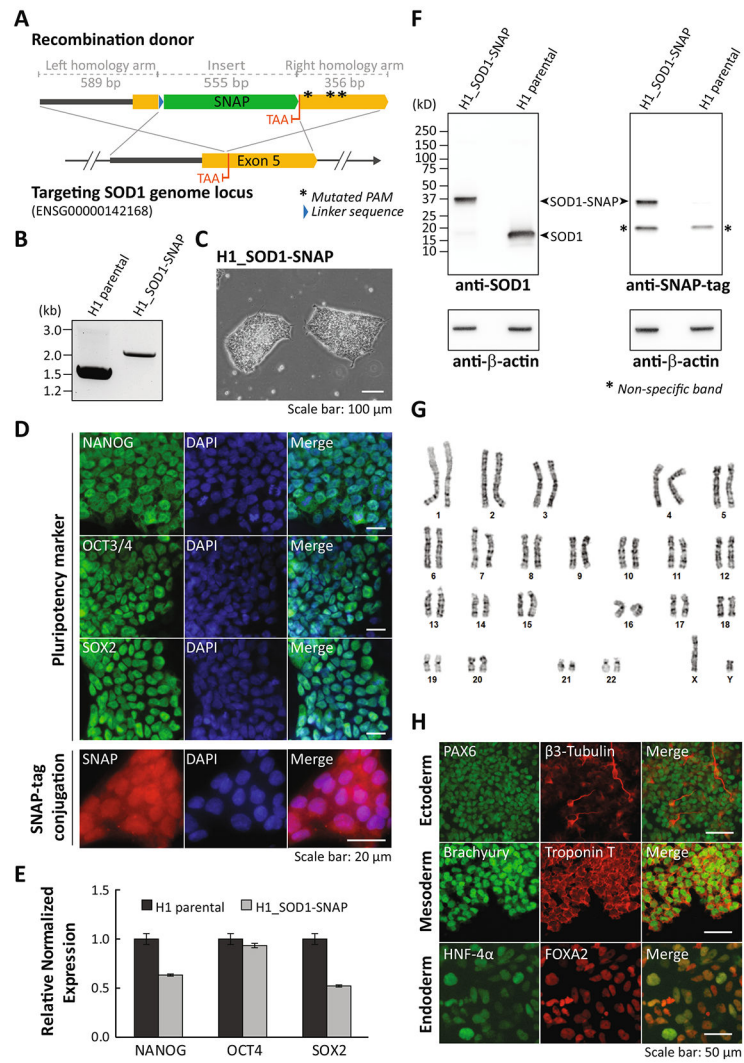 A
Recombination donor
Left homology arm Insert Right homology arm
589 bp 555 bp 356 bp
SNAP
* **
TAA
Exon 5
TAA
Targeting SOD1 genome locus
(ENSG00000142168)
* Mutated PAM
Linker sequence
B
H1 parental
H1_SOD1-SNAP
(kb)
3.0
2.0
1.5
1.2
C
H1_SOD1-SNAP
Scale bar: 100 μm
D
Pluripotency marker
NANOG DAPI Merge
OCT3/4 DAPI Merge
SOX2 DAPI Merge
SNAP-tag
conjugation
SNAP DAPI Merge
Scale bar: 20 μm
E
Relative Normalized
Expression
1.5
1.0
0.5
0.0
H1 parental H1_SOD1-SNAP
NANOG OCT4 SOX2
F
H1_SOD1-SNAP
H1 parental
H1_SOD1-SNAP
H1 parental
(kD)
250
150
100
75
50
37
25
20
15
10
SOD1-SNAP
SOD1
* *
anti-SOD1 anti-SNAP-tag
anti-β-actin anti-β-actin
* Non-specific band
G
1 2 3 4 5
6 7 8 9 10 11 12
13 14 15 16 17 18
19 20 21 22 X Y
H
Ectoderm
PAX6 β3-Tubulin Merge
Mesoderm
Brachyury Troponin T Merge
Endoderm
HNF-4α FOXA2 Merge
Scale bar: 50 μm